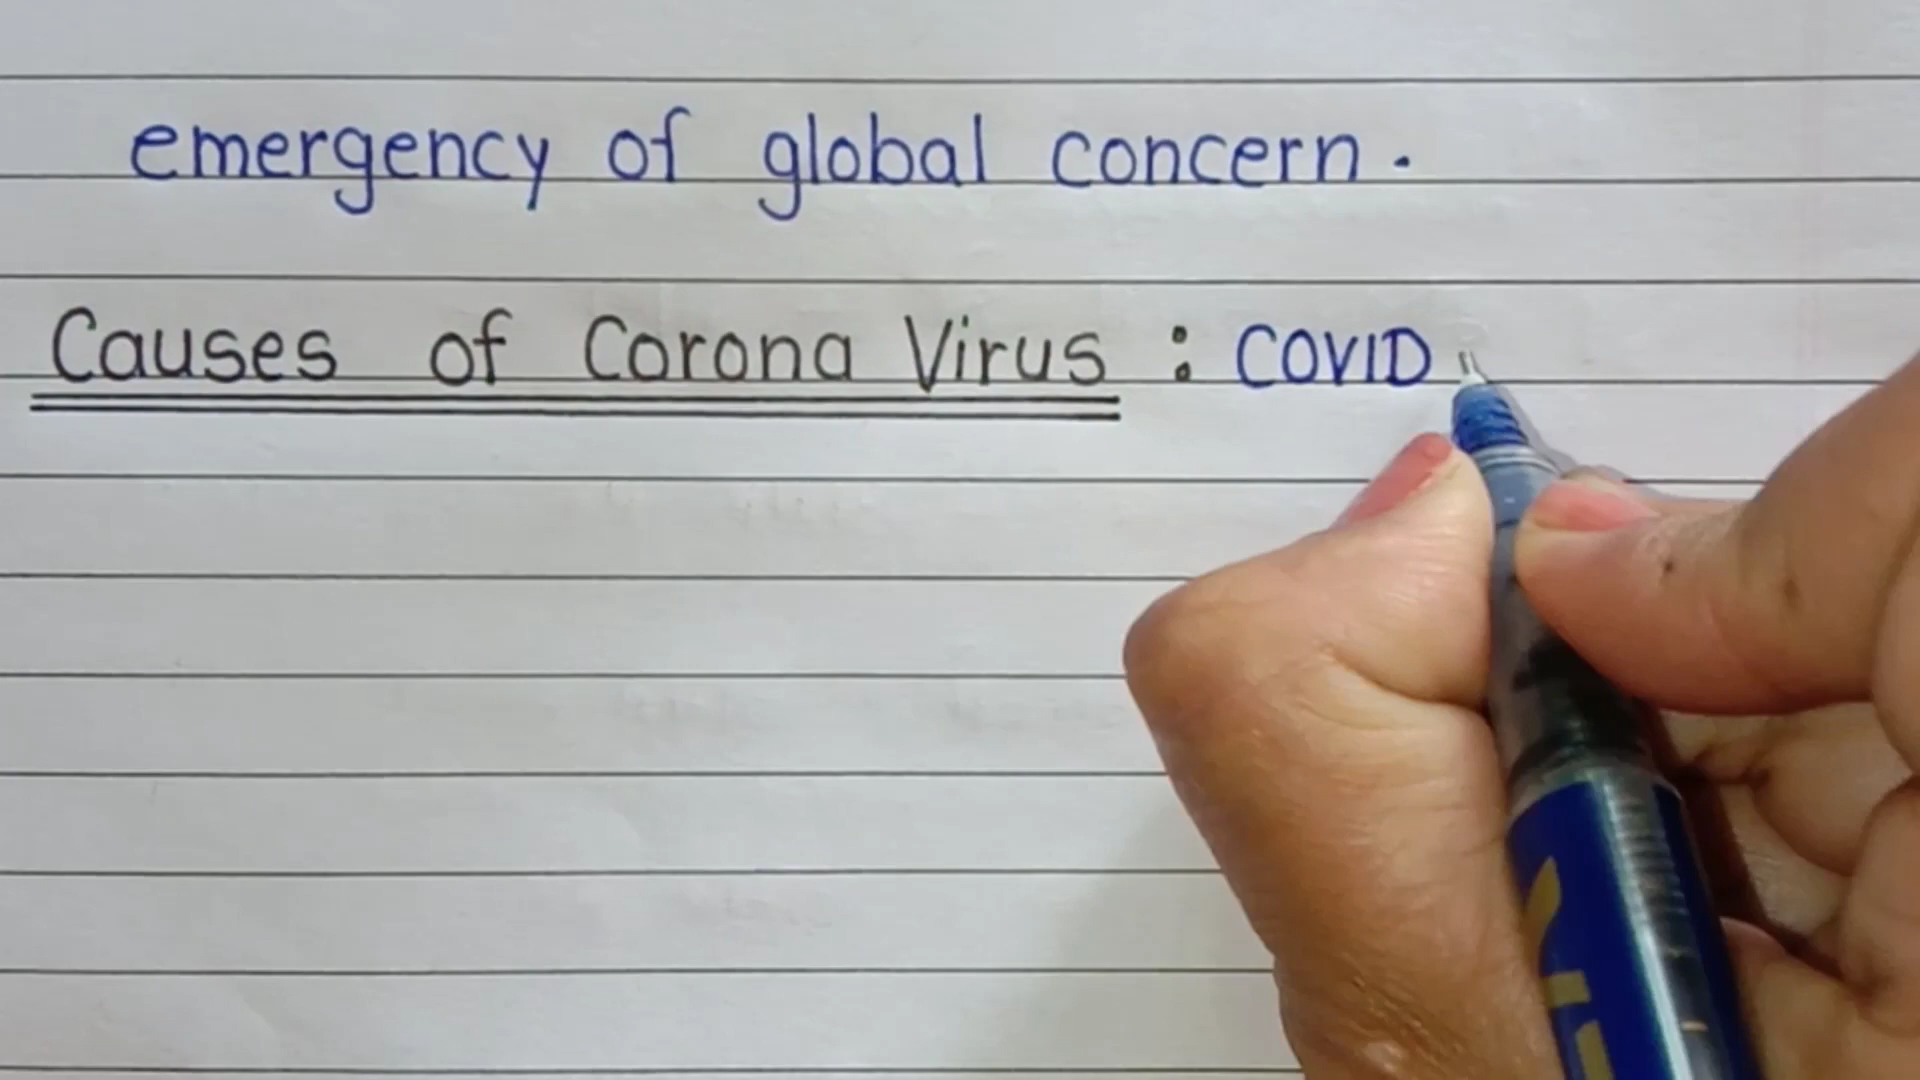 emergency of global concern.
Causes of Corona Virus : COVID